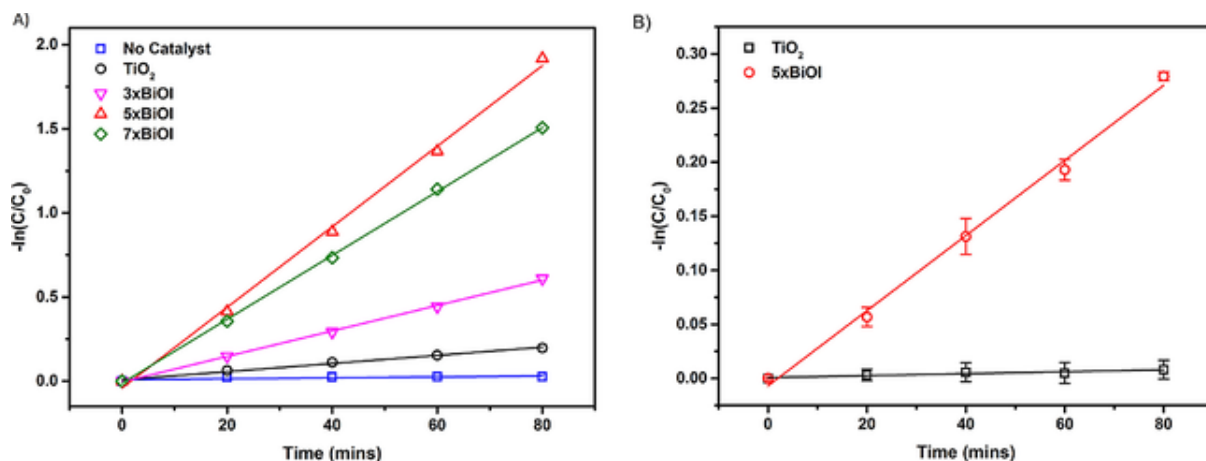 A)
No Catalyst
TiO₂
3xBiOI
5xBiOI
7xBiOI
2.0
1.5
1.0
0.5
0.0
-ln(C/C₀)
0 20 40 60 80
Time (mins)
B)
TiO₂
5xBiOI
0.30
0.25
0.20
0.15
0.10
0.05
0.00
-ln(C/C₀)
0 20 40 60 80
Time (mins)